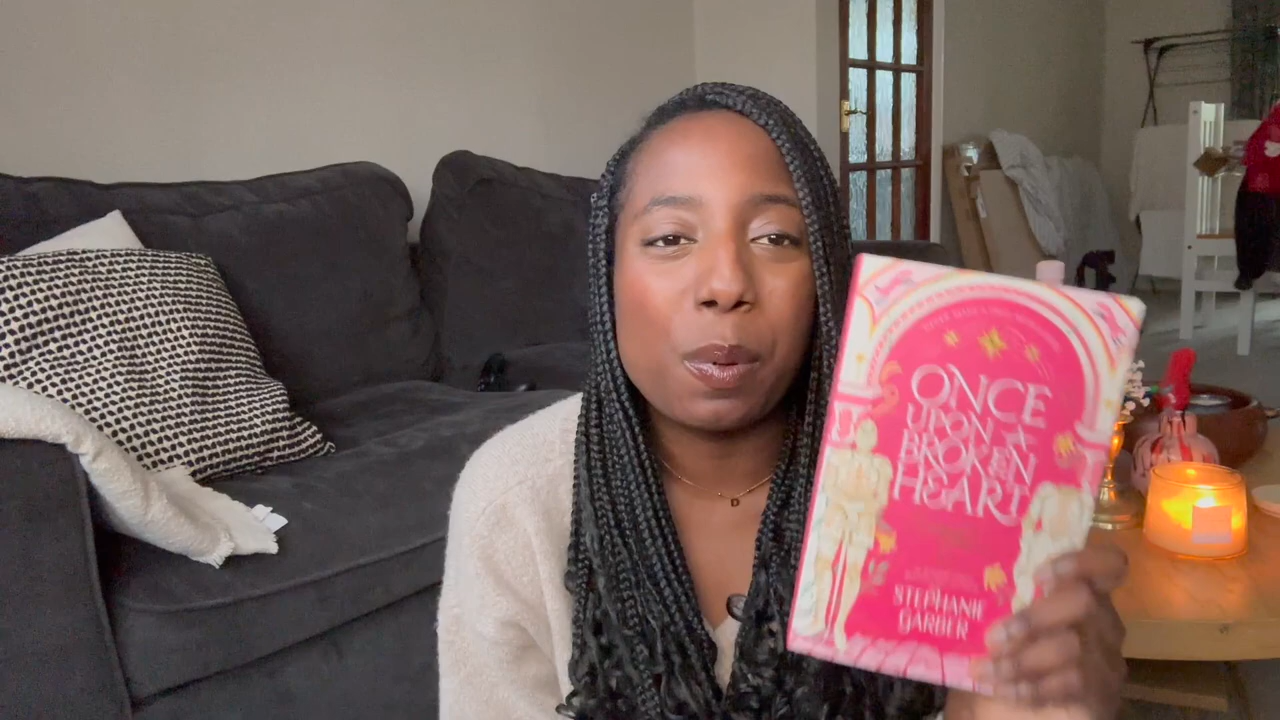 ONCE
UPON A
BROKEN
HEART
STEPHANIE
GARBER
D